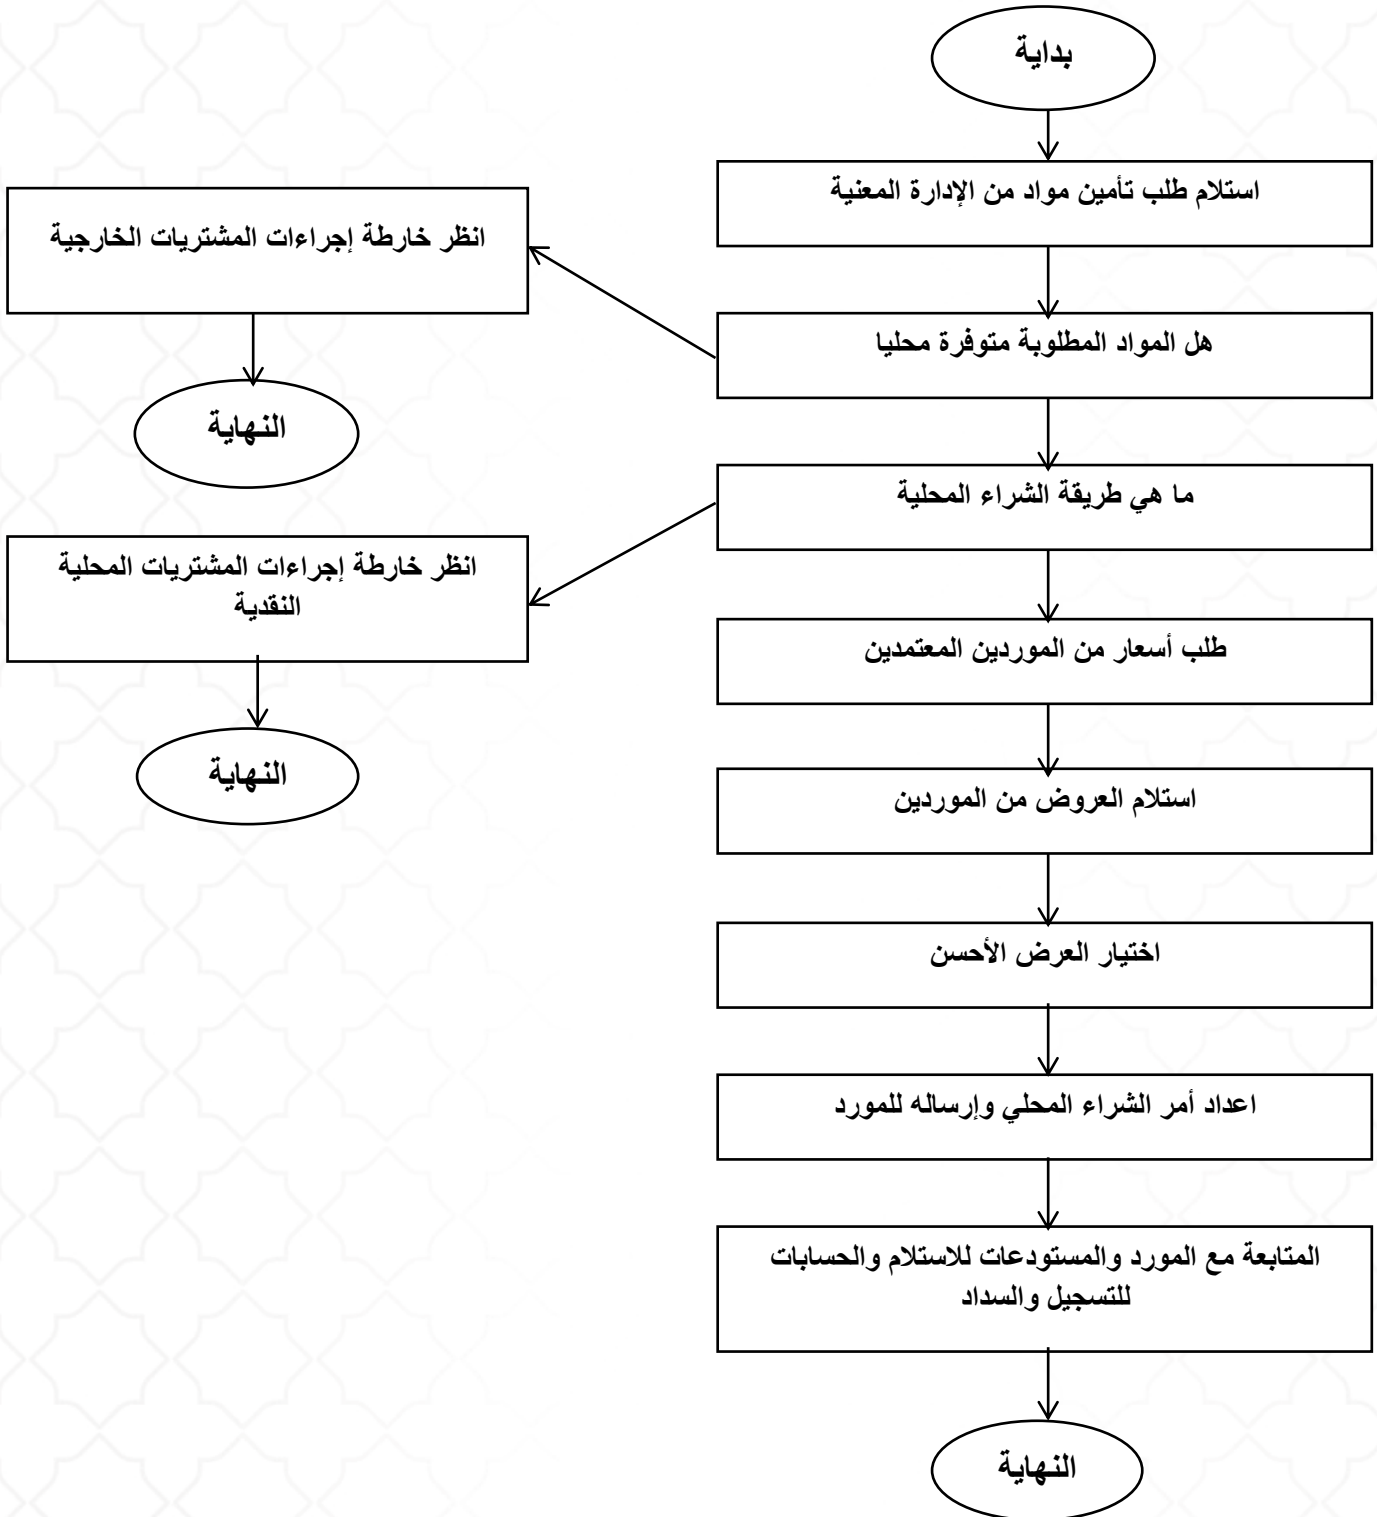 بداية
استلام طلب تأمين مواد من الإدارة المعنية
هل المواد المطلوبة متوفرة محليا
انظر خارطة إجراءات المشتريات الخارجية
النهاية
ما هي طريقة الشراء المحلية
انظر خارطة إجراءات المشتريات المحلية
النقدية
النهاية
طلب أسعار من الموردين المعتمدين
استلام العروض من الموردين
اختيار العرض الأحسن
اعداد أمر الشراء المحلي وإرساله للمورد
المتابعة مع المورد والمستودعات للاستلام والحسابات
للتسجيل والسداد
النهاية